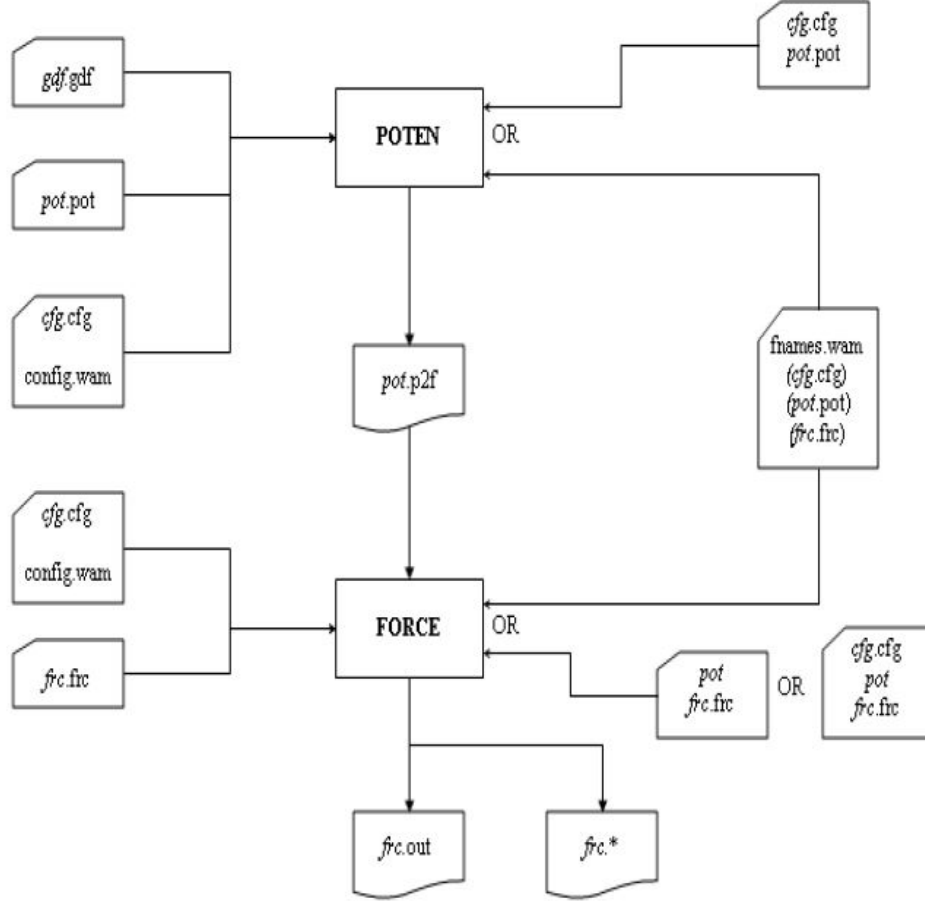 cfg.cfg
pot.pot
gdf.gdf
POTEN
OR
pot.pot
cfg.cfg
config.wam
pot.p2f
fnames.wam
(cfg.cfg)
(pot.pot)
(frc.frc)
cfg.cfg
config.wam
FORCE
OR
frc.frc
pot
frc.frc
OR
cfg.cfg
pot
frc.frc
frc.out
frc.*